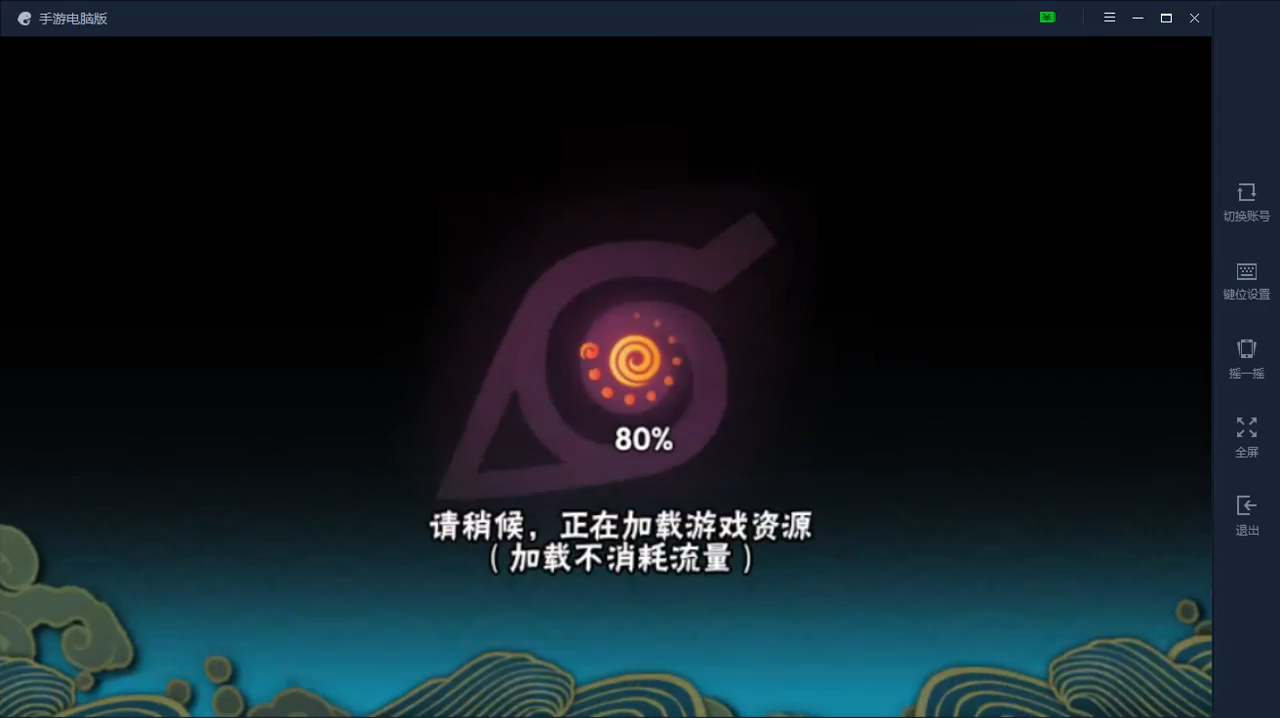 手游电脑版
切换账号
键位设置
摇一摇
全屏
退出
80%
请稍候，正在加载游戏资源
（加载不消耗流量）